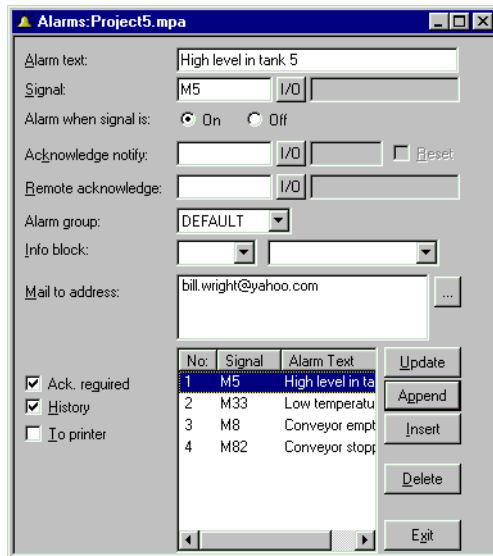 Alarms:Project5.mpa
Alarm text: High level in tank 5
Signal: M5 I/O
Alarm when signal is: On Off
Acknowledge notify: I/O Reset
Remote acknowledge: I/O
Alarm group: DEFAULT
Info block:
Mail to address: bill.wright@yahoo.com ...
No: Signal Alarm Text
1 M5 High level in ta
2 M33 Low temperatu
3 M8 Conveyor empt
4 M82 Conveyor stopp
Ack. required
History
To printer
Update
Append
Insert
Delete
Exit